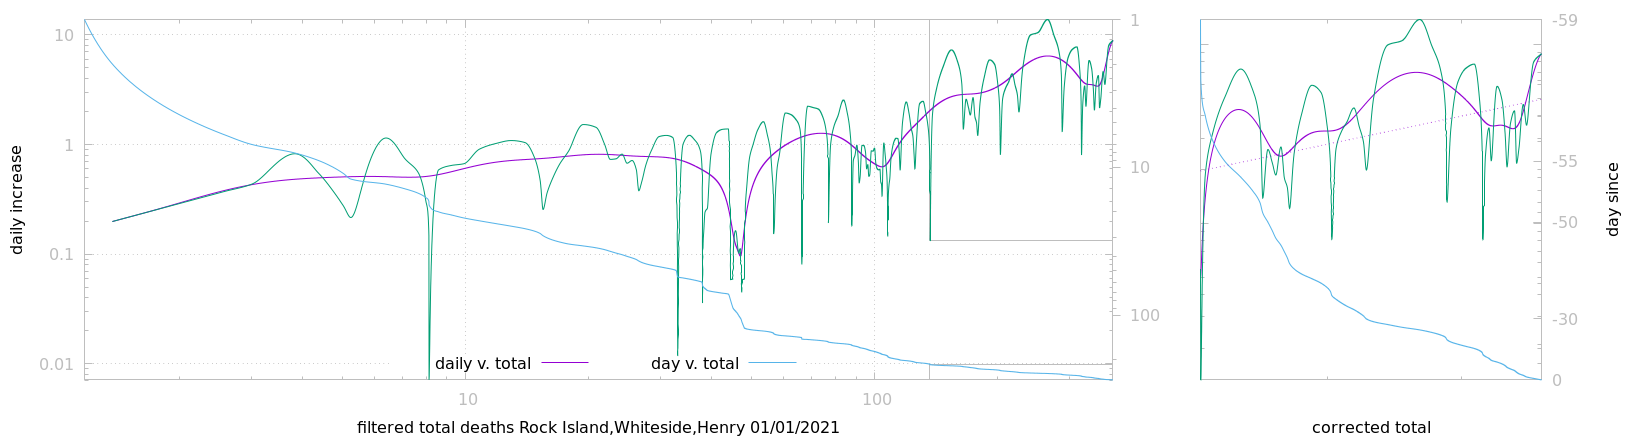 10
1
0.1
0.01
daily increase
daily v. total
day v. total
10
100
1
10
100
filtered total deaths Rock Island,Whiteside,Henry 01/01/2021
-59
-55
-50
-30
0
day since
corrected total